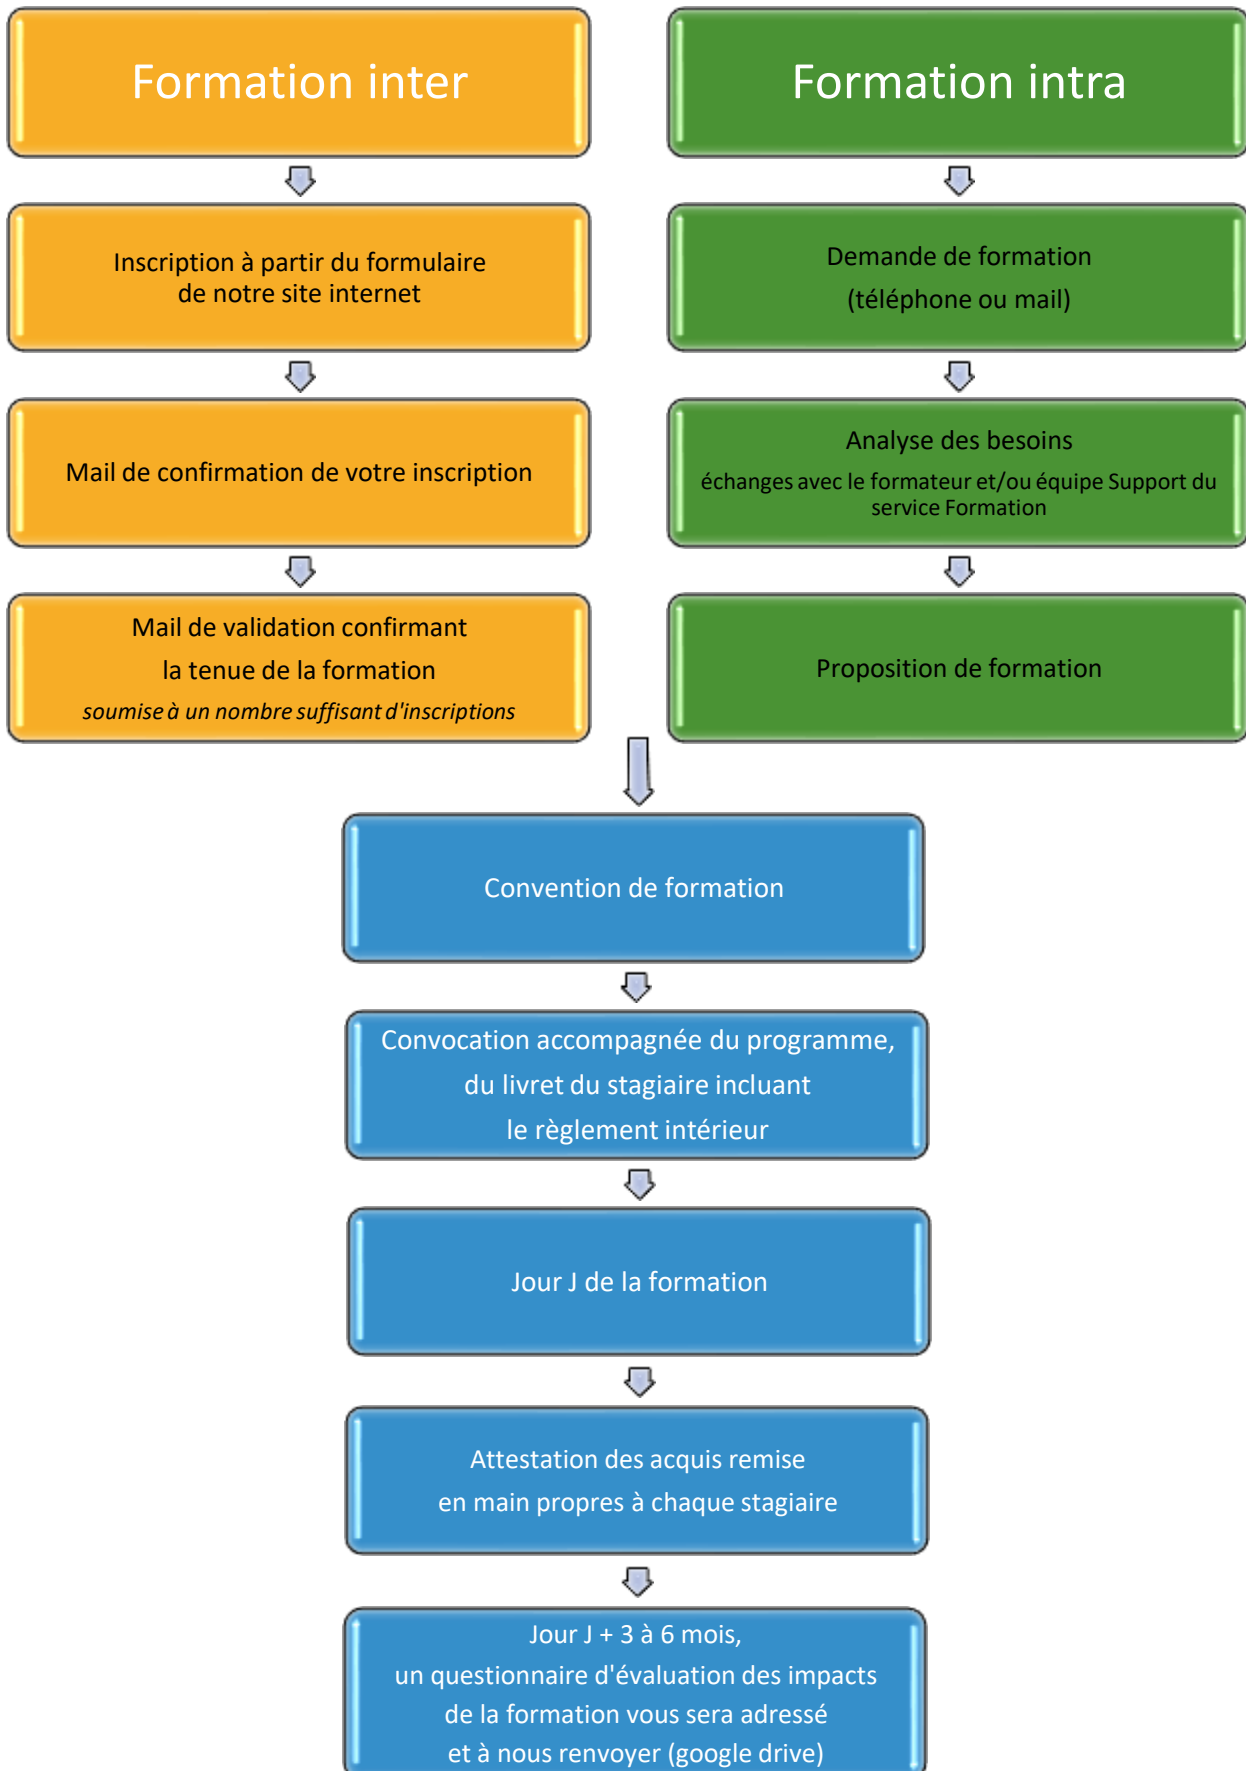 Formation inter
Inscription à partir du formulaire
de notre site internet
Mail de confirmation de votre inscription
Mail de validation confirmant
la tenue de la formation
soumise à un nombre suffisant d'inscriptions
Formation intra
Demande de formation
(téléphone ou mail)
Analyse des besoins
échanges avec le formateur et/ou équipe Support du
service Formation
Proposition de formation
Convention de formation
Convocation accompagnée du programme,
du livret du stagiaire incluant
le règlement intérieur
Jour J de la formation
Attestation des acquis remise
en main propres à chaque stagiaire
Jour J + 3 à 6 mois,
un questionnaire d'évaluation des impacts
de la formation vous sera adressé
et à nous renvoyer (google drive)